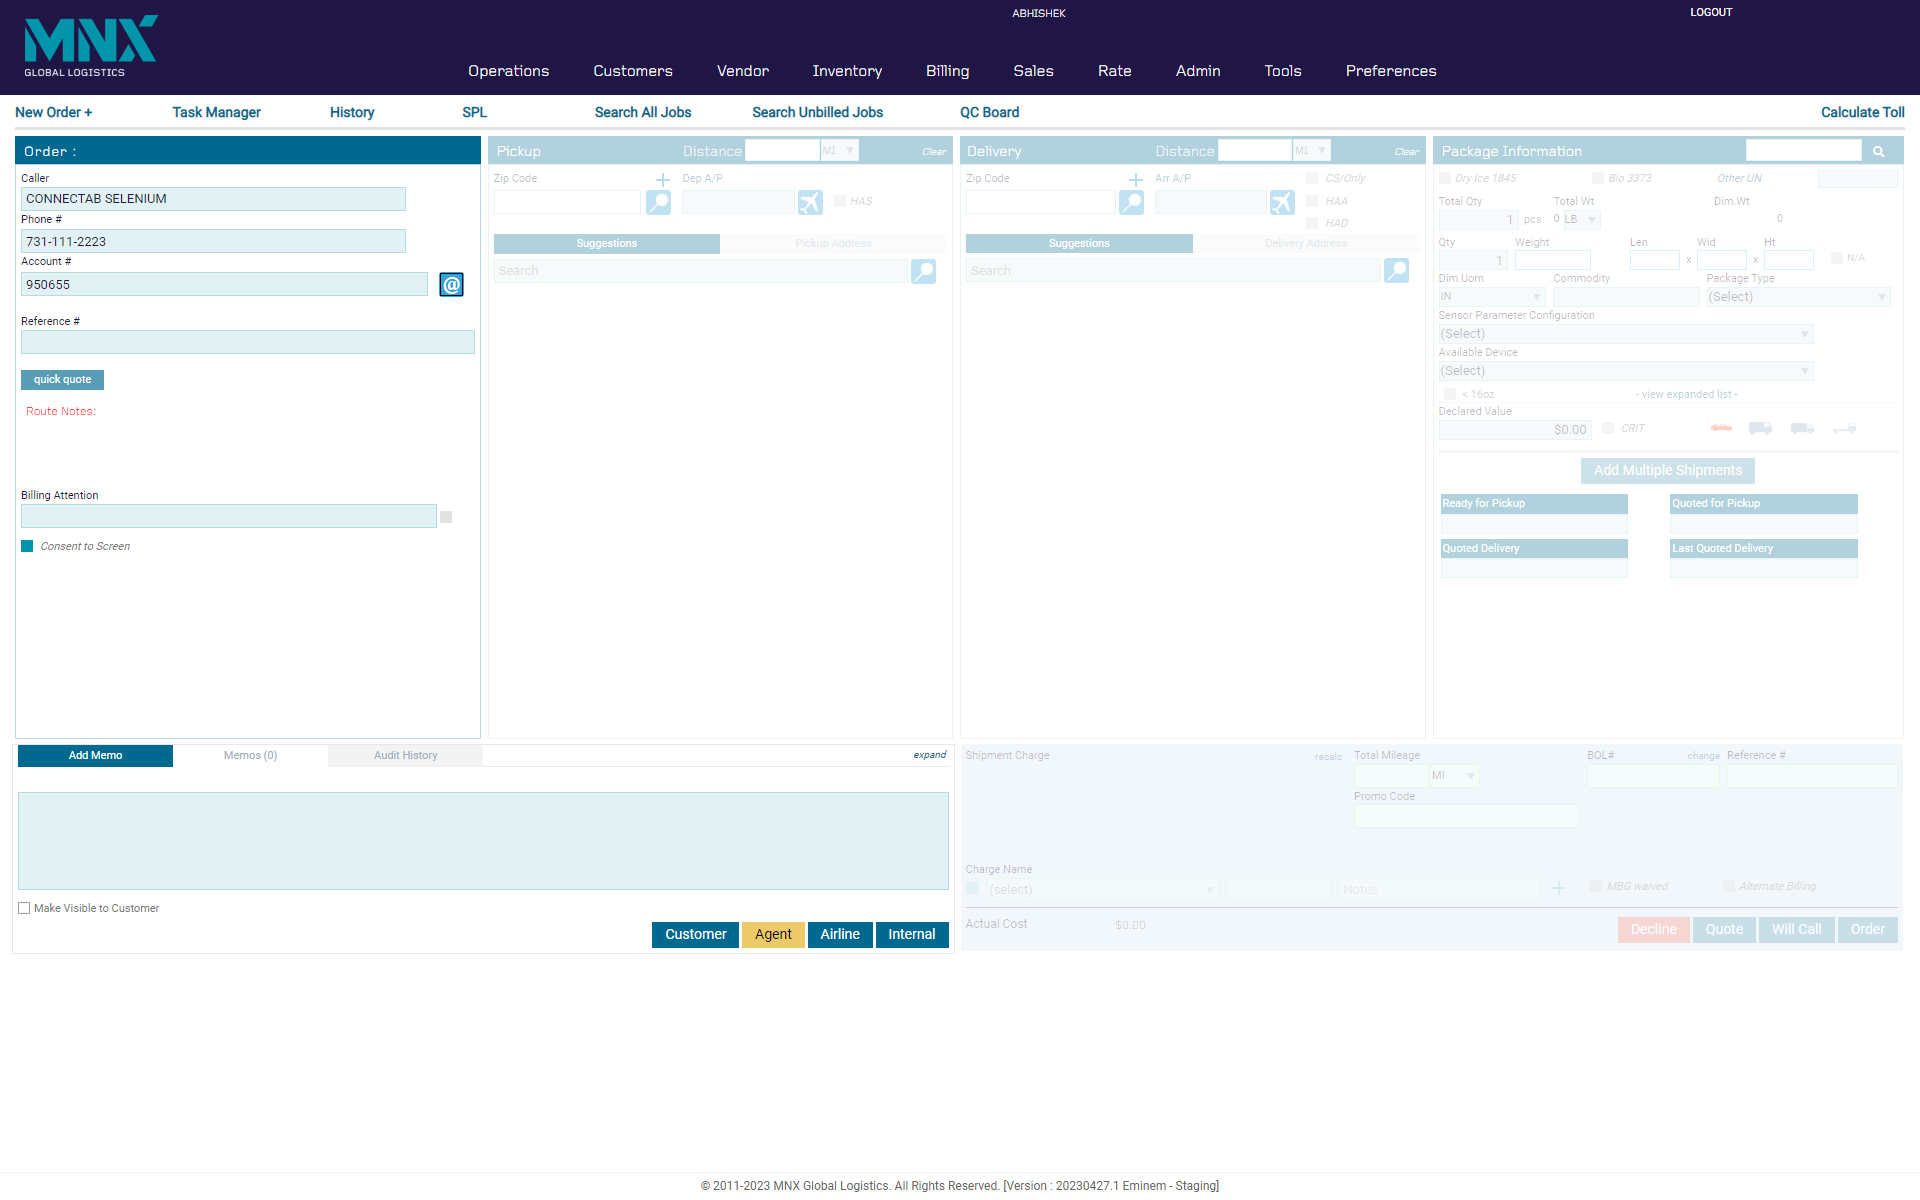 MNX
GLOBAL LOGISTICS
ABHISHEK
LOGOUT
Operations Customers Vendor Inventory Billing Sales Rate Admin Tools Preferences
New Order + Task Manager History SPL Search All Jobs Search Unbilled Jobs QC Board Calculate Toll
Order :
Caller
CONNECTAB SELENIUM
Phone #
731-111-2223
Account #
950655
@
Reference #
quick quote
Route Notes:
Billing Attention
Consent to Screen
Pickup Distance MI Clear
Zip Code + Dep A/P
HAS
Suggestions Pickup Address
Search
Delivery Distance MI Clear
Zip Code + Arr A/P CS/Only
HAA
HAD
Suggestions Delivery Address
Search
Package Information
Dry Ice 1845 Bio 3373 Other UN
Total Qty Total Wt Dim.Wt
1 pcs 0 LB 0
Qty Weight Len Wid Ht
1 x x N/A
Dim.Uom Commodity Package Type
IN (Select)
Sensor Parameter Configuration
(Select)
Available Device
(Select)
< 16oz - view expanded list -
Declared Value
$0.00 CRIT
Add Multiple Shipments
Ready for Pickup Quoted for Pickup
Quoted Delivery Last Quoted Delivery
Add Memo Memos (0) Audit History expand
Make Visible to Customer
Customer Agent Airline Internal
Shipment Charge recalc Total Mileage BOL# change Reference #
MI
Promo Code
Charge Name
(select) Notes + MBG waived Alternate Billing
Actual Cost $0.00
Decline Quote Will Call Order
© 2011-2023 MNX Global Logistics. All Rights Reserved. [Version : 20230427.1 Eminem - Staging]